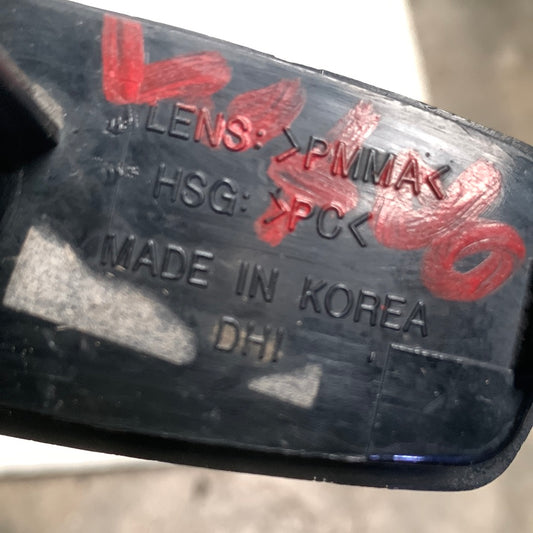 LENS: >PMMA<
HSG: >PC<
MADE IN KOREA
DHI